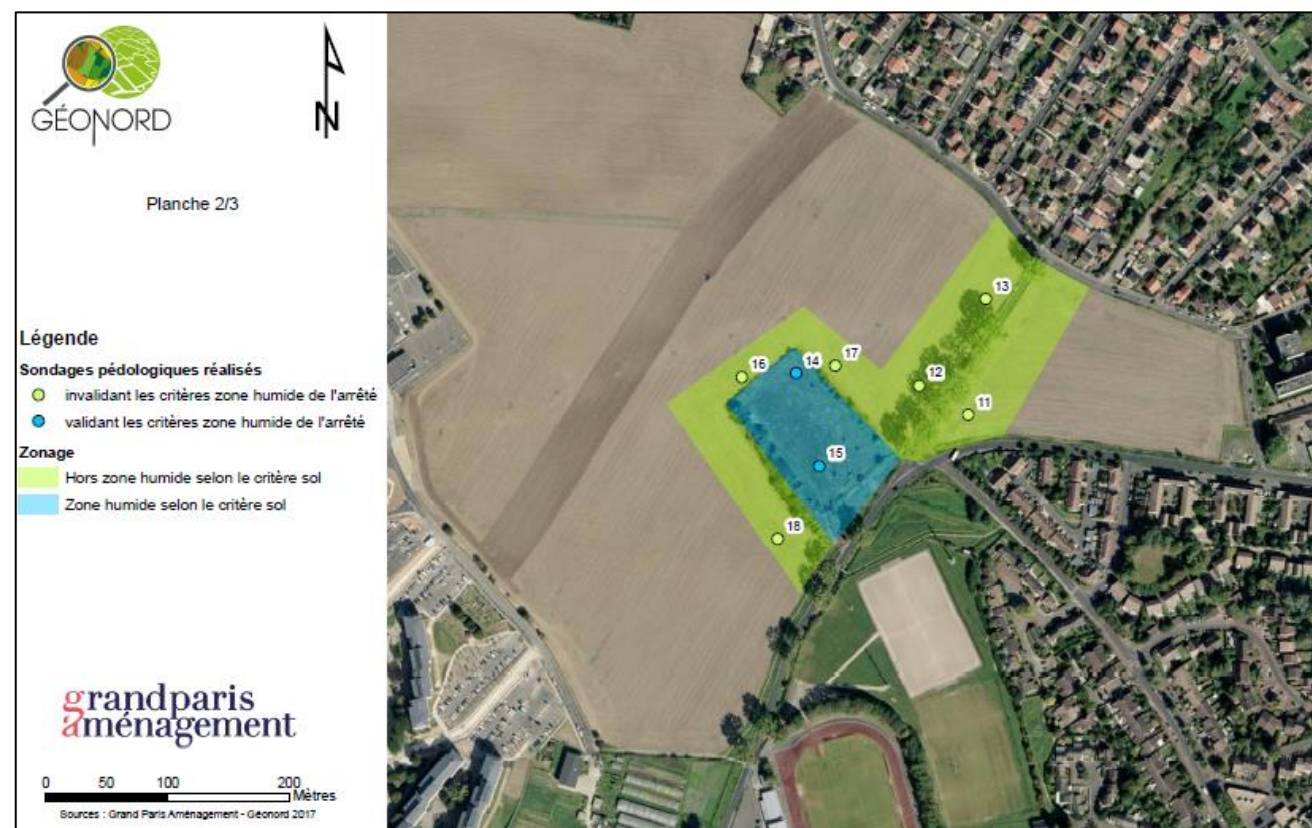 GÉONORD
N
Planche 2/3
Légende
Sondages pédologiques réalisés
invalidant les critères zone humide de l'arrêté
validant les critères zone humide de l'arrêté
Zonage
Hors zone humide selon le critère sol
Zone humide selon le critère sol
grandparis
aménagement
0 50 100 200
Mètres
Sources : Grand Paris Aménagement - Géonord 2017
13
17
14
16
12
11
15
18